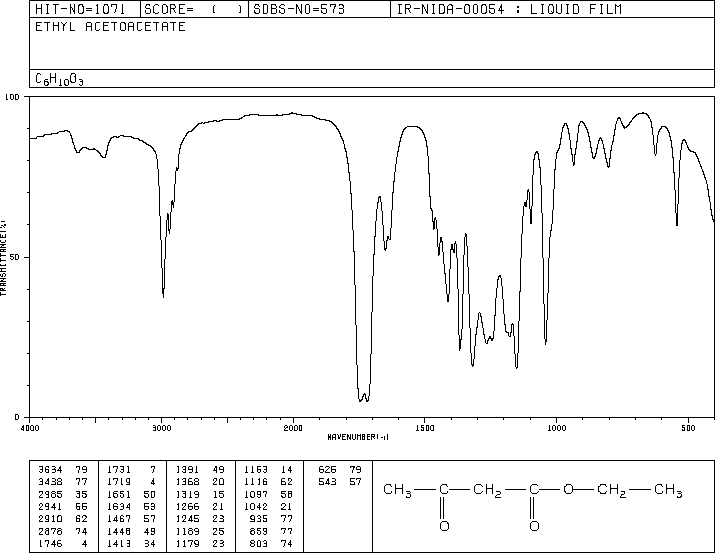 HIT-NO=1071 SCORE= ( ) SDBS-NO=573 IR-NIDA-00054 : LIQUID FILM
ETHYL ACETOACETATE
C6H10O3
100
50
0
TRANSMITTANCE(%)
4000 3000 2000 1500 1000 500
WAVENUMBER(-1)
3634 79 1731 7 1391 49 1153 14 626 79
3438 77 1719 4 1368 20 1116 62 543 57
2985 35 1651 50 1319 15 1097 58
2941 55 1634 53 1266 21 1042 21
2910 62 1467 57 1245 23 935 77
2878 74 1448 49 1189 25 859 77
1746 4 1413 34 1179 23 803 74
CH3 C CH2 C O CH2 CH3
O O